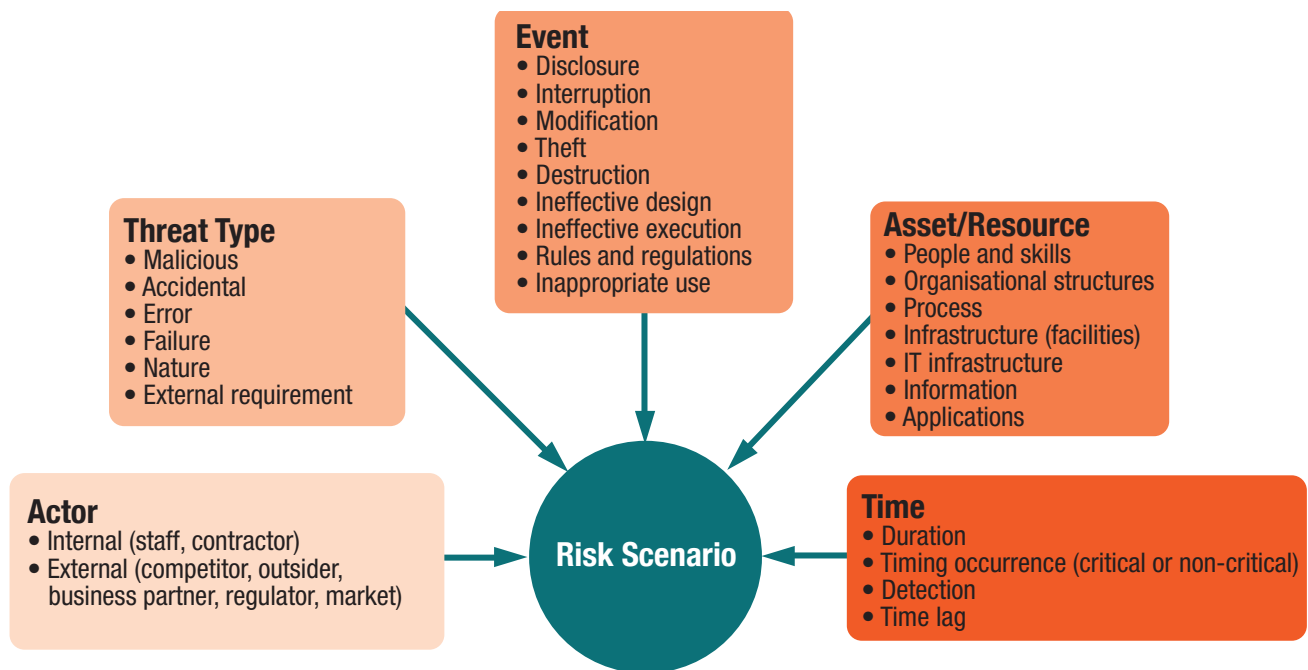 Event
• Disclosure
• Interruption
• Modification
• Theft
• Destruction
• Ineffective design
• Ineffective execution
• Rules and regulations
• Inappropriate use
Threat Type
• Malicious
• Accidental
• Error
• Failure
• Nature
• External requirement
Asset/Resource
• People and skills
• Organisational structures
• Process
• Infrastructure (facilities)
• IT infrastructure
• Information
• Applications
Actor
• Internal (staff, contractor)
• External (competitor, outsider,
business partner, regulator, market)
Risk Scenario
Time
• Duration
• Timing occurrence (critical or non-critical)
• Detection
• Time lag